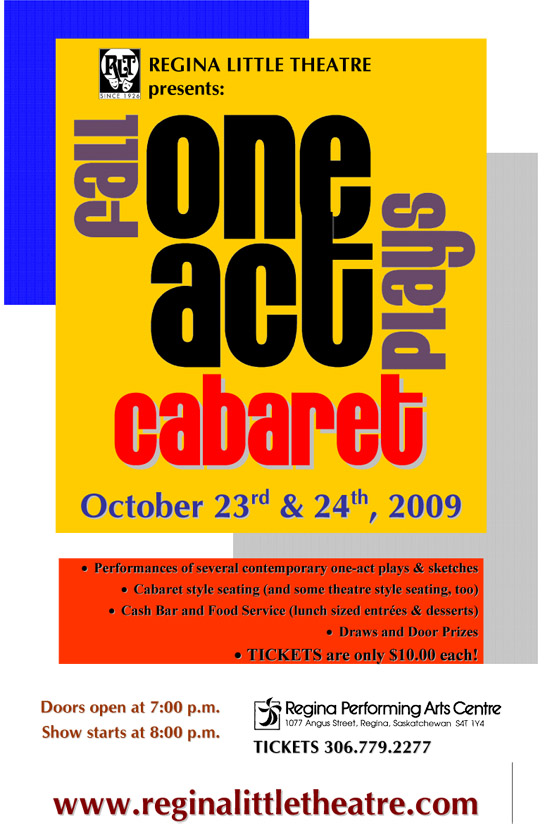 RLT
SINCE 1926
REGINA LITTLE THEATRE
presents:
fall
one
act
plays
cabaret
October 23rd & 24th, 2009
• Performances of several contemporary one-act plays & sketches
• Cabaret style seating (and some theatre style seating, too)
• Cash Bar and Food Service (lunch sized entrées & desserts)
• Draws and Door Prizes
• TICKETS are only $10.00 each!
Doors open at 7:00 p.m.
Show starts at 8:00 p.m.
Regina Performing Arts Centre
1077 Angus Street, Regina, Saskatchewan S4T 1Y4
TICKETS 306.779.2277
www.reginalittletheatre.com